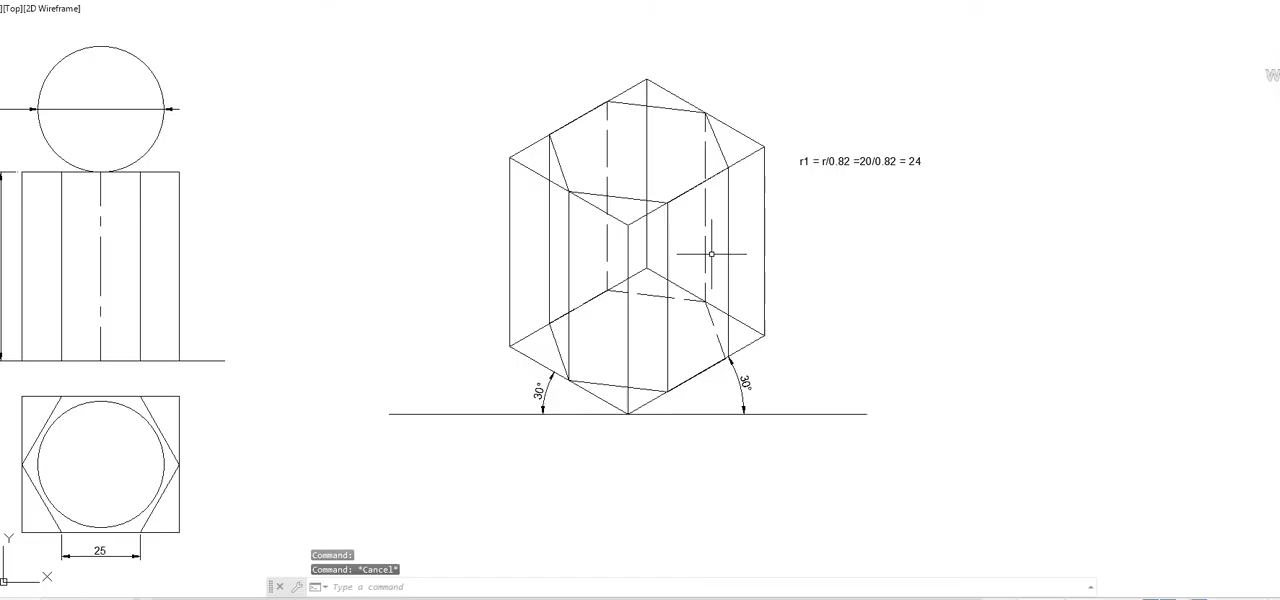 ][Top][2D Wireframe]
W
r1 = r/0.82 =20/0.82 = 24
30°
30°
25
Y
X
Command:
Command: *Cancel*
Type a command